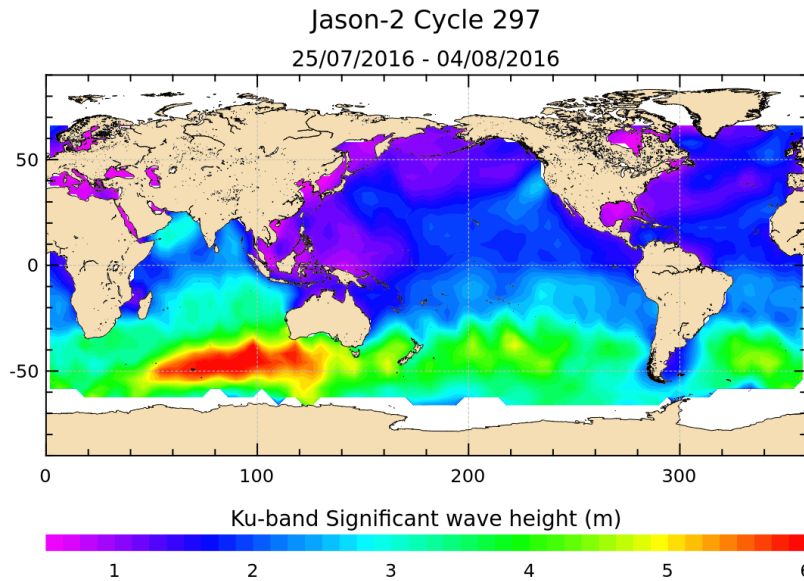 Jason-2 Cycle 297
25/07/2016 - 04/08/2016
50
0
-50
0 100 200 300
Ku-band Significant wave height (m)
1 2 3 4 5 6